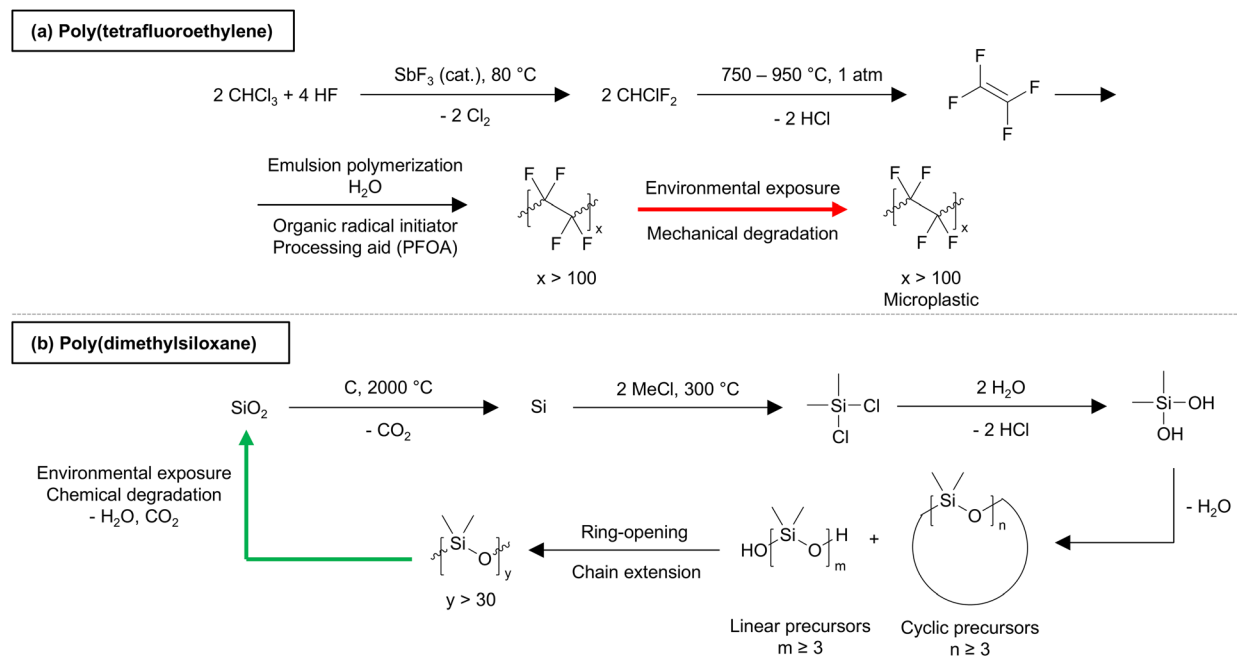 (a) Poly(tetrafluoroethylene)
2 CHCl₃ + 4 HF
SbF₃ (cat.), 80 °C
- 2 Cl₂
2 CHClF₂
750 – 950 °C, 1 atm
- 2 HCl
F
F
F
F
Emulsion polymerization
H₂O
Organic radical initiator
Processing aid (PFOA)
F F
F F
x
x > 100
Environmental exposure
Mechanical degradation
F F
F F
x
x > 100
Microplastic
(b) Poly(dimethylsiloxane)
SiO₂
C, 2000 °C
- CO₂
Si
2 MeCl, 300 °C
Si Cl
Cl
2 H₂O
- 2 HCl
Si OH
OH
- H₂O
Environmental exposure
Chemical degradation
- H₂O, CO₂
Si
O
y
y > 30
Ring-opening
Chain extension
Si
HO O H
m
Linear precursors
m ≥ 3
+
Si
O
n
Cyclic precursors
n ≥ 3